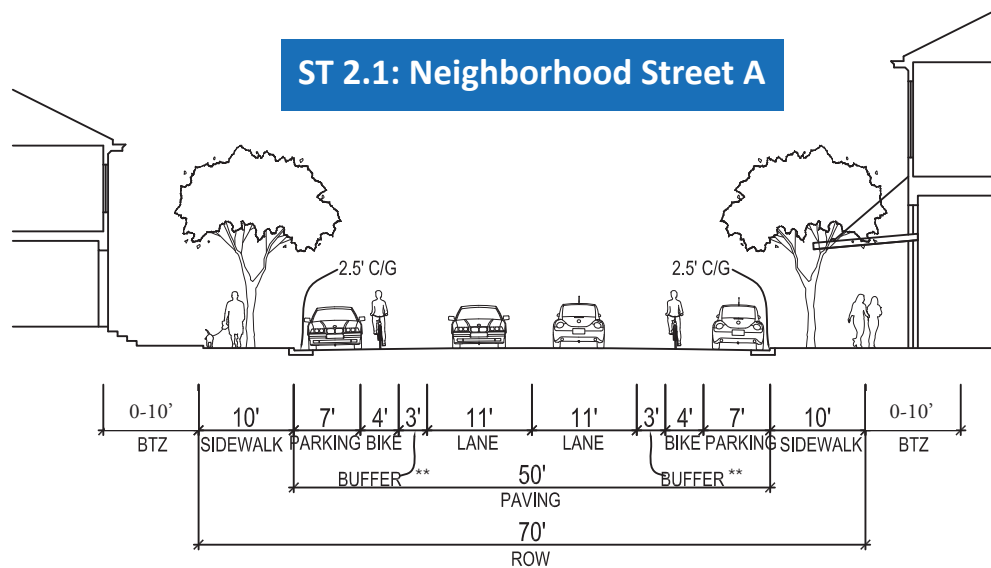 ST 2.1: Neighborhood Street A
2.5' C/G 2.5' C/G
0-10' 10' 7' 4' 3' 11' 11' 3' 4' 7' 10' 0-10'
BTZ SIDEWALK PARKING BIKE LANE LANE BIKE PARKING SIDEWALK BTZ
BUFFER ** BUFFER **
50'
PAVING
70'
ROW